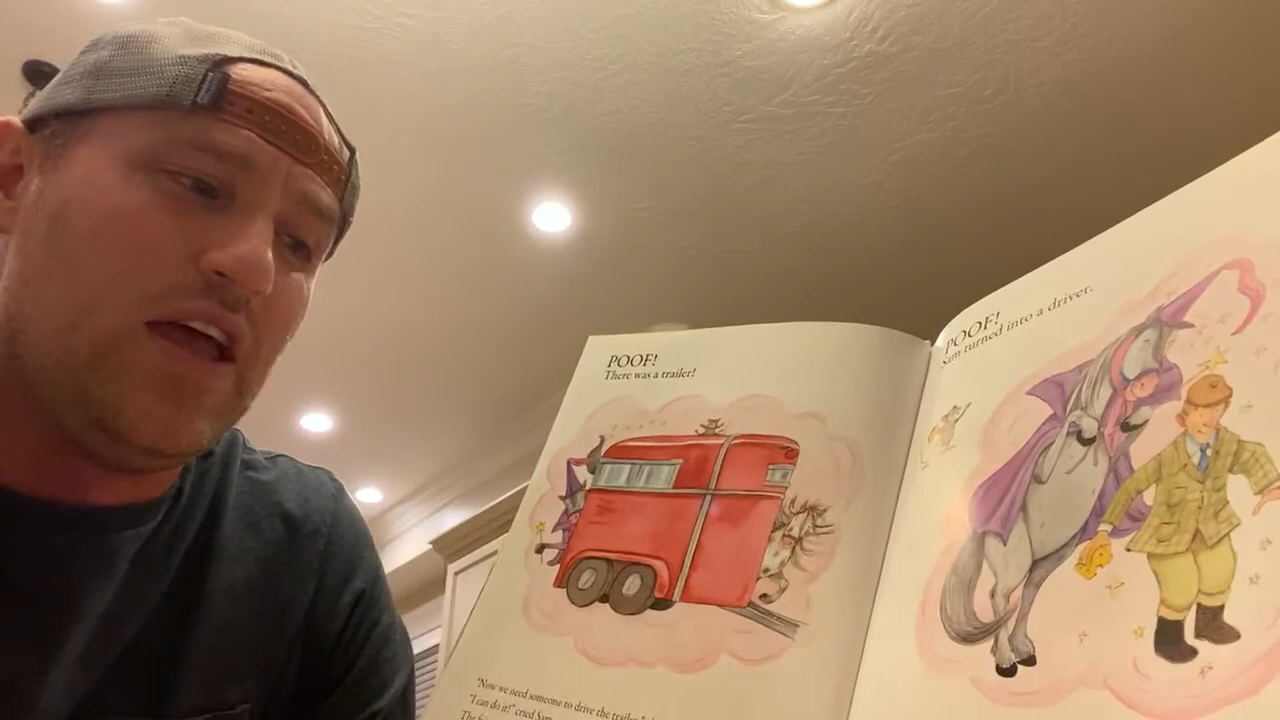 POOF!
There was a trailer!
"Now we need someone to drive the trailer,"
"I can do it!" cried Sam
The
POOF!
Sam turned into a driver.